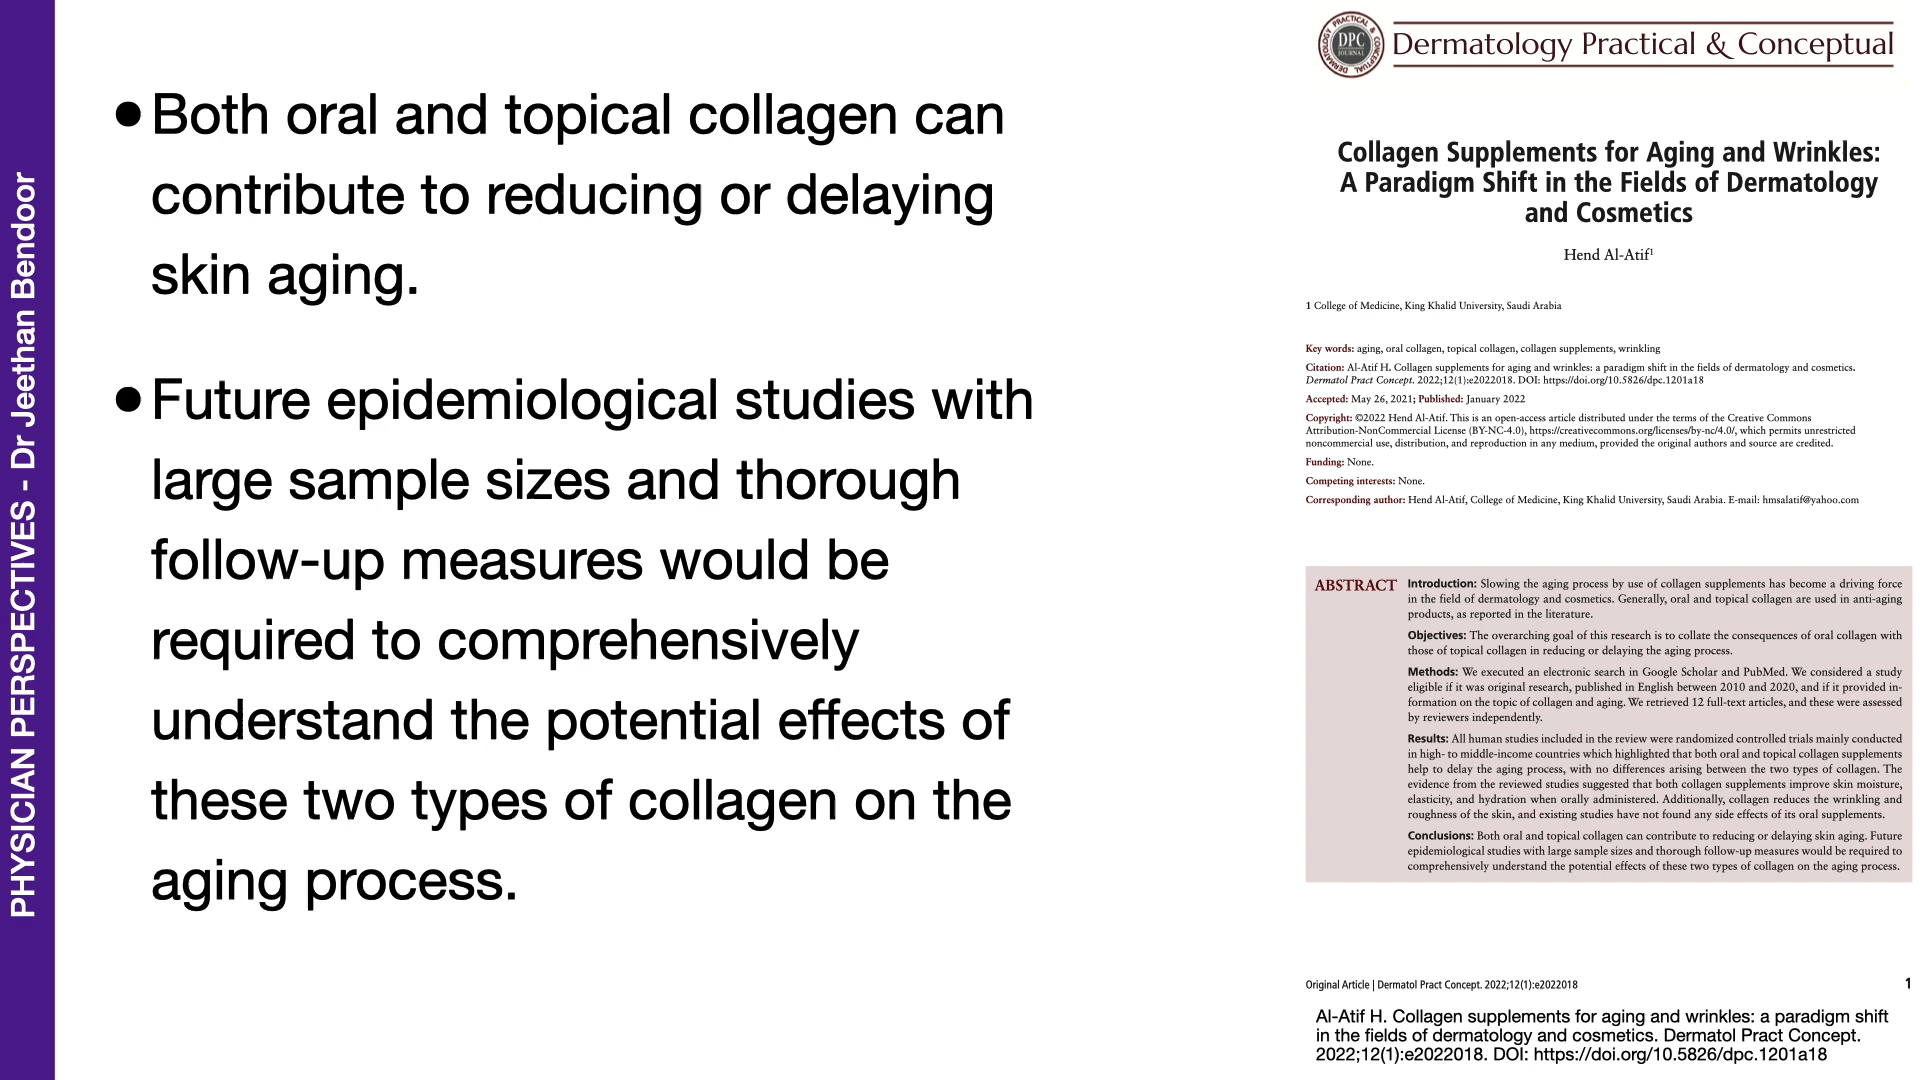 PHYSICIAN PERSPECTIVES - Dr Jeethan Bendoor
● Both oral and topical collagen can
contribute to reducing or delaying
skin aging.
● Future epidemiological studies with
large sample sizes and thorough
follow-up measures would be
required to comprehensively
understand the potential effects of
these two types of collagen on the
aging process.
DERMATOLOGY PRACTICAL & CONCEPTUAL
DPC
JOURNAL
Dermatology Practical & Conceptual
Collagen Supplements for Aging and Wrinkles:
A Paradigm Shift in the Fields of Dermatology
and Cosmetics
Hend Al-Atif¹
1 College of Medicine, King Khalid University, Saudi Arabia
Key words: aging, oral collagen, topical collagen, collagen supplements, wrinkling
Citation: Al-Atif H. Collagen supplements for aging and wrinkles: a paradigm shift in the fields of dermatology and cosmetics.
Dermatol Pract Concept. 2022;12(1):e2022018. DOI: https://doi.org/10.5826/dpc.1201a18
Accepted: May 26, 2021; Published: January 2022
Copyright: ©2022 Hend Al-Atif. This is an open-access article distributed under the terms of the Creative Commons
Attribution-NonCommercial License (BY-NC-4.0), https://creativecommons.org/licenses/by-nc/4.0/, which permits unrestricted
noncommercial use, distribution, and reproduction in any medium, provided the original authors and source are credited.
Funding: None.
Competing interests: None.
Corresponding author: Hend Al-Atif, College of Medicine, King Khalid University, Saudi Arabia. E-mail: hmsalatif@yahoo.com
ABSTRACT
Introduction: Slowing the aging process by use of collagen supplements has become a driving force
in the field of dermatology and cosmetics. Generally, oral and topical collagen are used in anti-aging
products, as reported in the literature.
Objectives: The overarching goal of this research is to collate the consequences of oral collagen with
those of topical collagen in reducing or delaying the aging process.
Methods: We executed an electronic search in Google Scholar and PubMed. We considered a study
eligible if it was original research, published in English between 2010 and 2020, and if it provided in-
formation on the topic of collagen and aging. We retrieved 12 full-text articles, and these were assessed
by reviewers independently.
Results: All human studies included in the review were randomized controlled trials mainly conducted
in high- to middle-income countries which highlighted that both oral and topical collagen supplements
help to delay the aging process, with no differences arising between the two types of collagen. The
evidence from the reviewed studies suggested that both collagen supplements improve skin moisture,
elasticity, and hydration when orally administered. Additionally, collagen reduces the wrinkling and
roughness of the skin, and existing studies have not found any side effects of its oral supplements.
Conclusions: Both oral and topical collagen can contribute to reducing or delaying skin aging. Future
epidemiological studies with large sample sizes and thorough follow-up measures would be required to
comprehensively understand the potential effects of these two types of collagen on the aging process.
Original Article | Dermatol Pract Concept. 2022;12(1):e2022018
1
Al-Atif H. Collagen supplements for aging and wrinkles: a paradigm shift
in the fields of dermatology and cosmetics. Dermatol Pract Concept.
2022;12(1):e2022018. DOI: https://doi.org/10.5826/dpc.1201a18